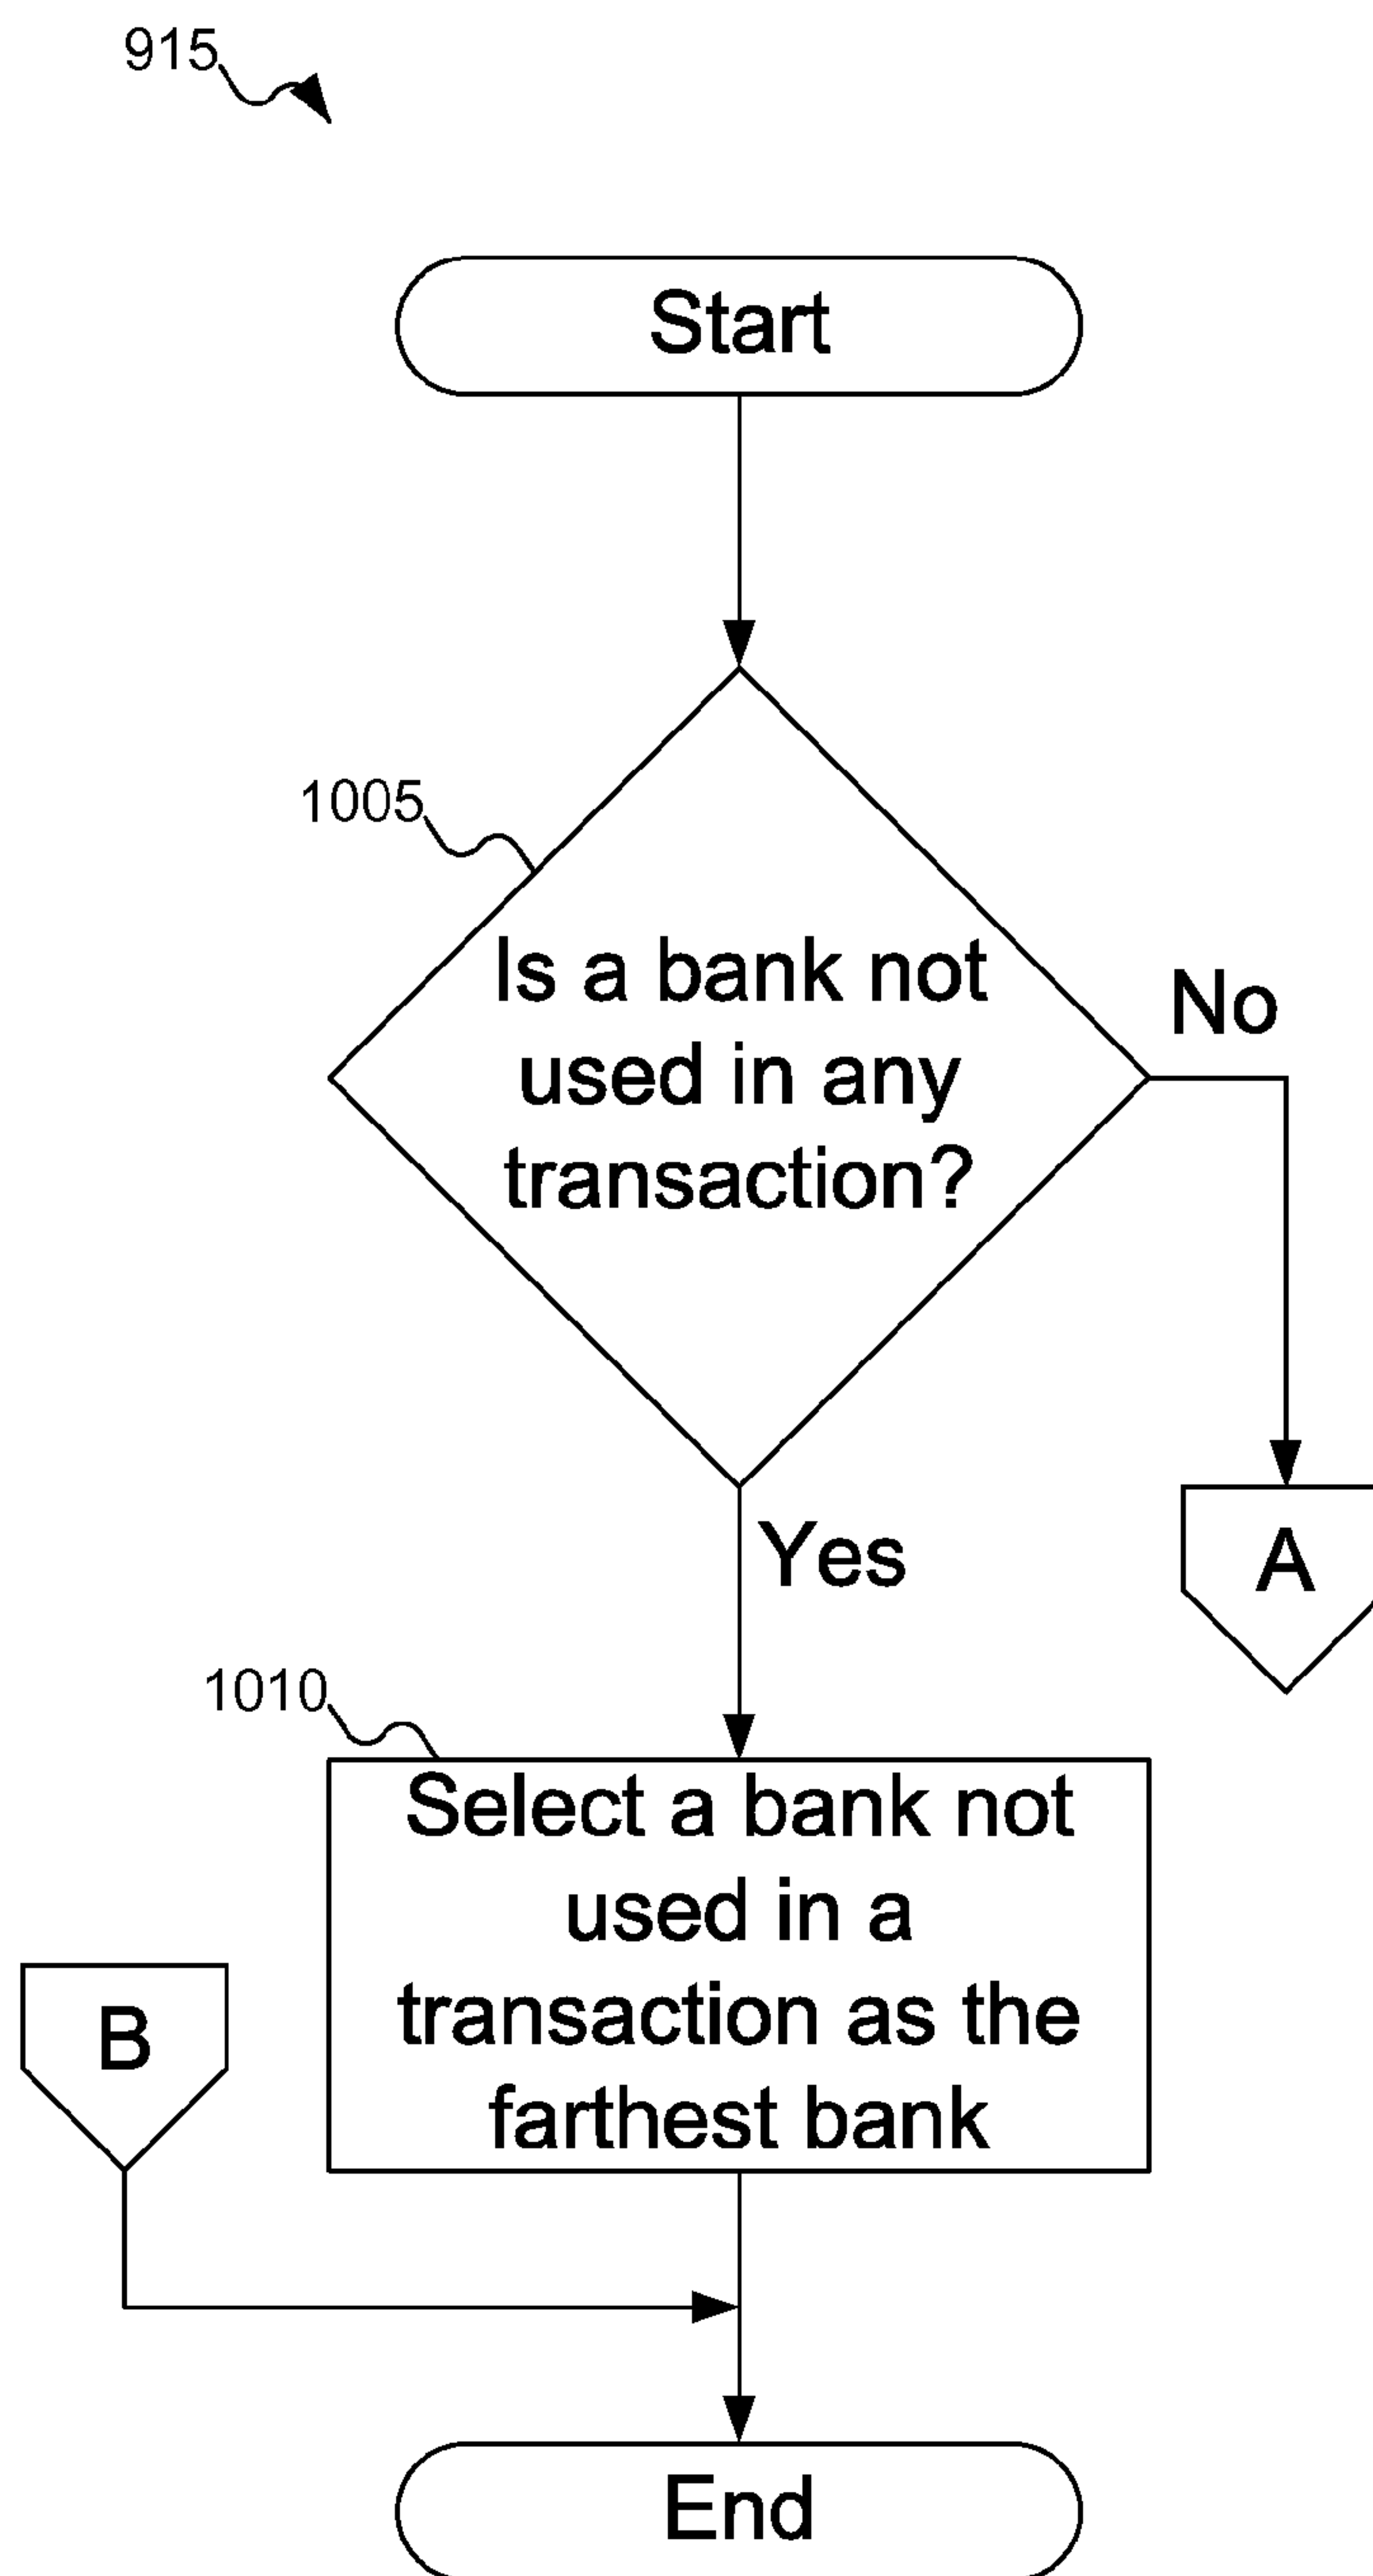 915
Start
1005
Is a bank not
used in any
transaction?
No
Yes
A
1010
Select a bank not
used in a
transaction as the
farthest bank
B
End